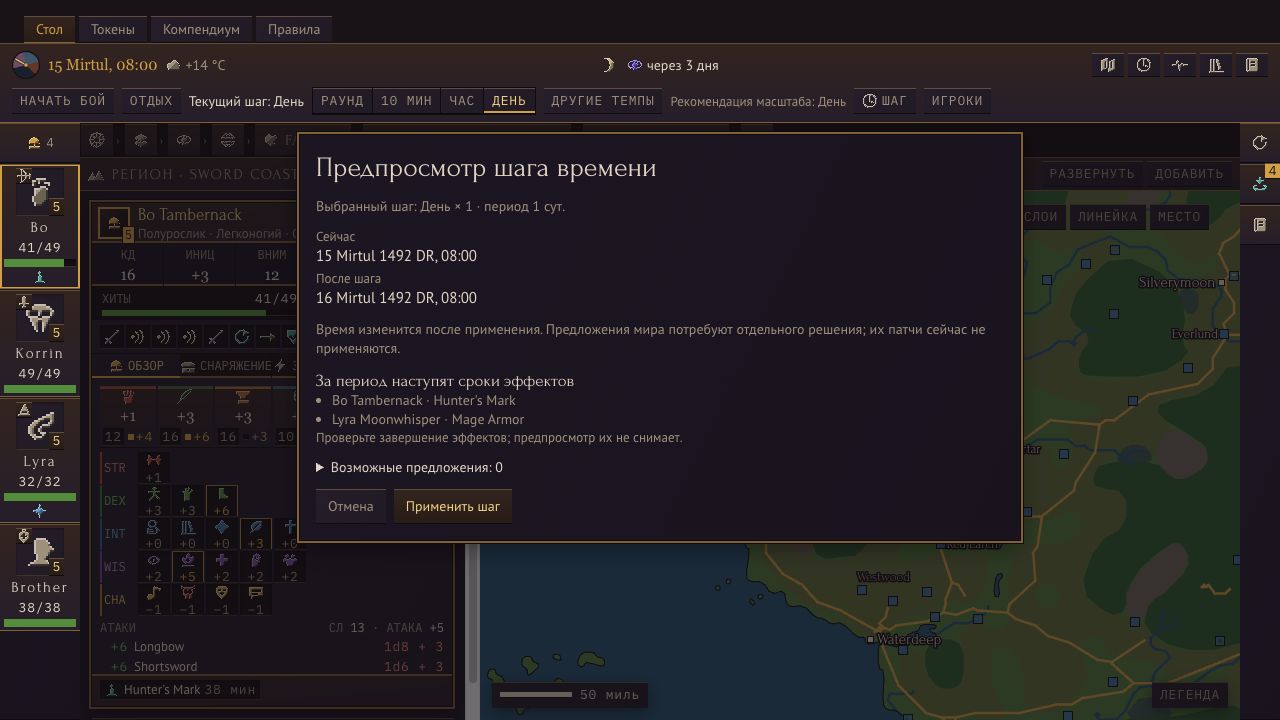 Стол Токены Компендиум Правила
15 Mirtul, 08:00 +14 °C через 3 дня
НАЧАТЬ БОЙ ОТДЫХ Текущий шаг: День РАУНД 10 МИН ЧАС ДЕНЬ ДРУГИЕ ТЕМПЫ Рекомендация масштаба: День ШАГ ИГРОКИ
4
РЕГИОН · SWORD COAST
РАЗВЕРНУТЬ ДОБАВИТЬ
4
5
Bo
41/49
5
Korrin
49/49
5
Lyra
32/32
5
Brother
38/38
Bo Tambernack
5
Полурослик · Легконогий ·
КД ИНИЦ ВНИМ
16 +3 12
ХИТЫ 41/49
ОБЗОР СНАРЯЖЕНИЕ
+1 +3 +3
12 +4 16 +6 16 +3 10
STR +1
DEX +3 +3 +6
INT +0 +0 +0 +3 +0
WIS +2 +5 +2 +2 +2
CHA −1 −1 −1 −1
АТАКИ СЛ 13 · АТАКА +5
+6 Longbow 1d8 + 3
+6 Shortsword 1d6 + 3
Hunter's Mark 38 мин
Предпросмотр шага времени
Выбранный шаг: День × 1 · период 1 сут.
Сейчас
15 Mirtul 1492 DR, 08:00
После шага
16 Mirtul 1492 DR, 08:00
Время изменится после применения. Предложения мира потребуют отдельного решения; их патчи сейчас не
применяются.
За период наступят сроки эффектов
Bo Tambernack · Hunter's Mark
Lyra Moonwhisper · Mage Armor
Проверьте завершение эффектов; предпросмотр их не снимает.
Возможные предложения: 0
Отмена Применить шаг
СЛОИ ЛИНЕЙКА МЕСТО
Silverymoon
Everlund
Westwood
Waterdeep
50 миль
ЛЕГЕНДА